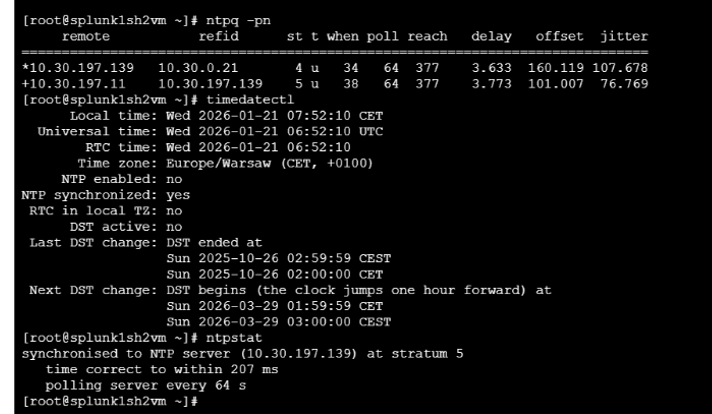 [root@splunk1sh2vm ~]# ntpq -pn
     remote           refid      st t when poll reach   delay   offset  jitter
==============================================================================
*10.30.197.139   10.30.0.21       4 u   34   64  377    3.633  160.119 107.678
+10.30.197.11    10.30.197.139    5 u   38   64  377    3.773  101.007  76.769
[root@splunk1sh2vm ~]# timedatectl
      Local time: Wed 2026-01-21 07:52:10 CET
  Universal time: Wed 2026-01-21 06:52:10 UTC
        RTC time: Wed 2026-01-21 06:52:10
       Time zone: Europe/Warsaw (CET, +0100)
     NTP enabled: no
NTP synchronized: yes
 RTC in local TZ: no
      DST active: no
 Last DST change: DST ended at
                  Sun 2025-10-26 02:59:59 CEST
                  Sun 2025-10-26 02:00:00 CET
 Next DST change: DST begins (the clock jumps one hour forward) at
                  Sun 2026-03-29 01:59:59 CET
                  Sun 2026-03-29 03:00:00 CEST
[root@splunk1sh2vm ~]# ntpstat
synchronised to NTP server (10.30.197.139) at stratum 5
   time correct to within 207 ms
   polling server every 64 s
[root@splunk1sh2vm ~]#